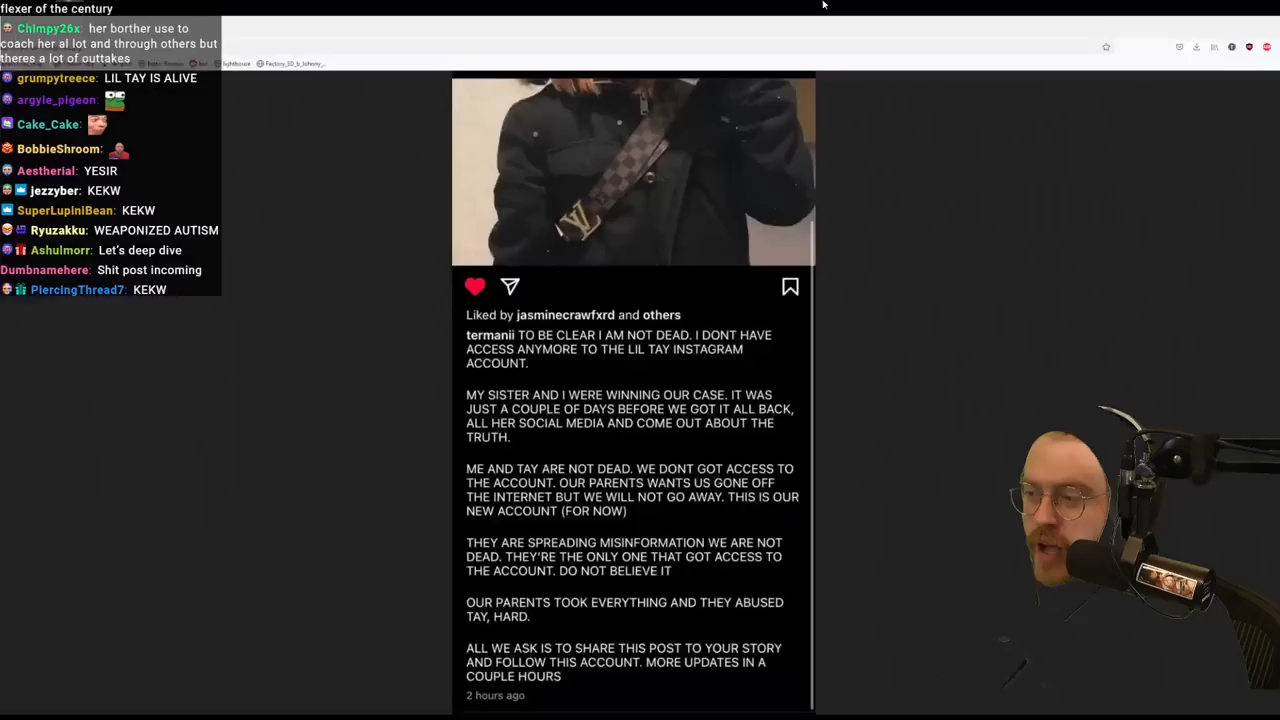 flexer of the century
ChImpy26x: her borther use to
coach her al lot and through others but
theres a lot of outtakes
grumpytreece: LIL TAY IS ALIVE
argyle_pigeon:
Cake_Cake:
BobbieShroom:
Aestherial: YESIR
jezzyber: KEKW
SuperLupiniBean: KEKW
Ryuzakku: WEAPONIZED AUTISM
Ashulmorr: Let's deep dive
Dumbnamehere: Shit post incoming
PIercingThread7: KEKW
lighthouse
Factory_3D_b_Johnny_...
LV
Liked by jasminecrawfxrd and others
termanii TO BE CLEAR I AM NOT DEAD. I DONT HAVE
ACCESS ANYMORE TO THE LIL TAY INSTAGRAM
ACCOUNT.
MY SISTER AND I WERE WINNING OUR CASE. IT WAS
JUST A COUPLE OF DAYS BEFORE WE GOT IT ALL BACK,
ALL HER SOCIAL MEDIA AND COME OUT ABOUT THE
TRUTH.
ME AND TAY ARE NOT DEAD. WE DONT GOT ACCESS TO
THE ACCOUNT. OUR PARENTS WANTS US GONE OFF
THE INTERNET BUT WE WILL NOT GO AWAY. THIS IS OUR
NEW ACCOUNT (FOR NOW)
THEY ARE SPREADING MISINFORMATION WE ARE NOT
DEAD. THEY'RE THE ONLY ONE THAT GOT ACCESS TO
THE ACCOUNT. DO NOT BELIEVE IT
OUR PARENTS TOOK EVERYTHING AND THEY ABUSED
TAY, HARD.
ALL WE ASK IS TO SHARE THIS POST TO YOUR STORY
AND FOLLOW THIS ACCOUNT. MORE UPDATES IN A
COUPLE HOURS
2 hours ago